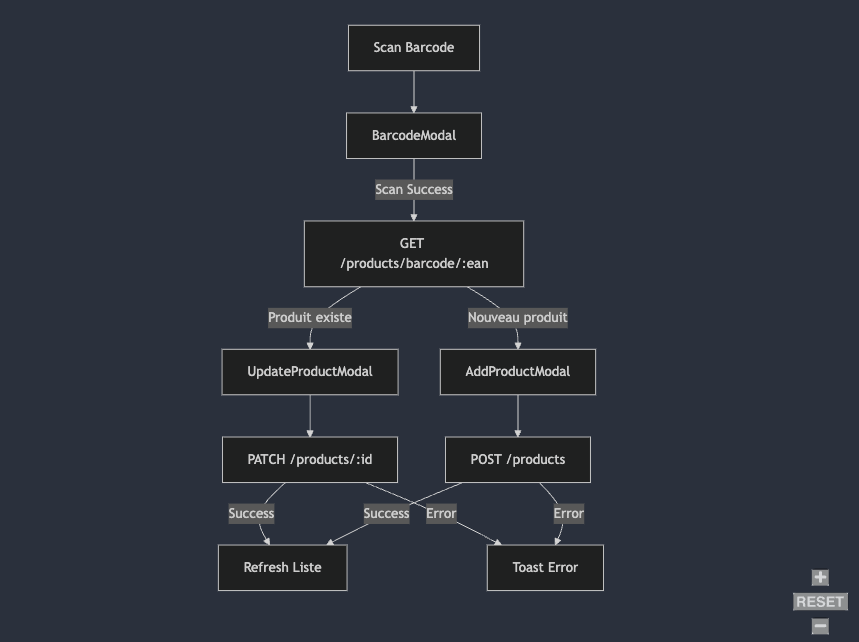 Scan Barcode
BarcodeModal
Scan Success
GET
/products/barcode/:ean
Produit existe
Nouveau produit
UpdateProductModal
AddProductModal
PATCH /products/:id
POST /products
Success
Success
Error
Error
Refresh Liste
Toast Error
+
RESET
−